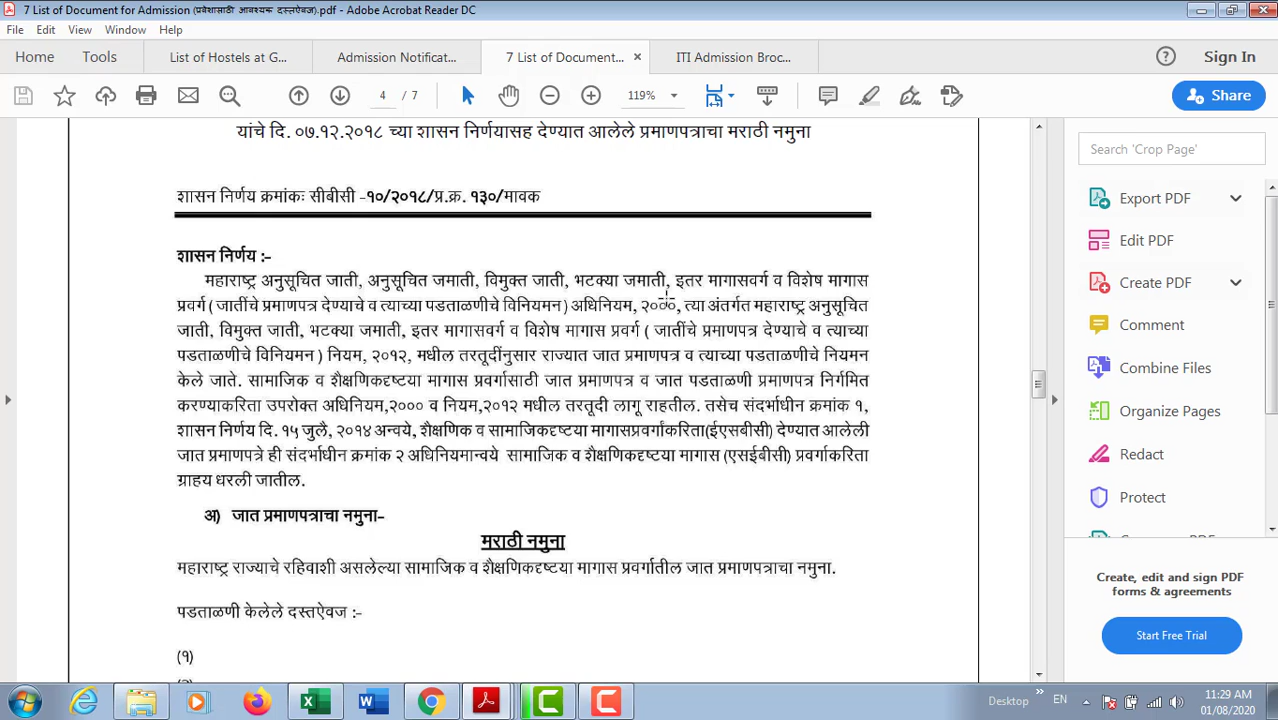 7 List of Document for Admission (प्रवेशासाठी आवश्यक दस्तऐवज).pdf - Adobe Acrobat Reader DC
File Edit View Window Help
Home Tools List of Hostels at G... Admission Notificat... 7 List of Document... × ITI Admission Broc... Sign In
4 / 7 119% Share
यांचे दि. ०७.१२.२०१८ च्या शासन निर्णयासह देण्यात आलेले प्रमाणपत्राचा मराठी नमुना
शासन निर्णय क्रमांकः सीबीसी -१०/२०१८/प्र.क्र. १३०/मावक
शासन निर्णय :-
महाराष्ट्र अनुसूचित जाती, अनुसूचित जमाती, विमुक्त जाती, भटक्या जमाती, इतर मागासवर्ग व विशेष मागास
प्रवर्ग ( जातींचे प्रमाणपत्र देण्याचे व त्याच्या पडताळणीचे विनियमन ) अधिनियम, २०००, त्या अंतर्गत महाराष्ट्र अनुसूचित
जाती, विमुक्त जाती, भटक्या जमाती, इतर मागासवर्ग व विशेष मागास प्रवर्ग ( जातींचे प्रमाणपत्र देण्याचे व त्याच्या
पडताळणीचे विनियमन ) नियम, २०१२, मधील तरतूदींनुसार राज्यात जात प्रमाणपत्र व त्याच्या पडताळणीचे नियमन
केले जाते. सामाजिक व शैक्षणिकदृष्टया मागास प्रवर्गासाठी जात प्रमाणपत्र व जात पडताळणी प्रमाणपत्र निर्गमित
करण्याकरिता उपरोक्त अधिनियम,२००० व नियम,२०१२ मधील तरतूदी लागू राहतील. तसेच संदर्भाधीन क्रमांक १,
शासन निर्णय दि. १५ जुलै, २०१४ अन्वये, शैक्षणिक व सामाजिकदृष्टया मागासप्रवर्गाकरिता(ईएसबीसी) देण्यात आलेली
जात प्रमाणपत्रे ही संदर्भाधीन क्रमांक २ अधिनियमान्वये सामाजिक व शैक्षणिकदृष्टया मागास (एसईबीसी) प्रवर्गाकरिता
ग्राहय धरली जातील.
अ) जात प्रमाणपत्राचा नमुना-
मराठी नमुना
महाराष्ट्र राज्याचे रहिवाशी असलेल्या सामाजिक व शैक्षणिकदृष्टया मागास प्रवर्गातील जात प्रमाणपत्राचा नमुना.
पडताळणी केलेले दस्तऐवज :-
(१)
Search 'Crop Page'
Export PDF
Edit PDF
Create PDF
Comment
Combine Files
Organize Pages
Redact
Protect
Create, edit and sign PDF
forms & agreements
Start Free Trial
Desktop » EN 11:29 AM
01/08/2020